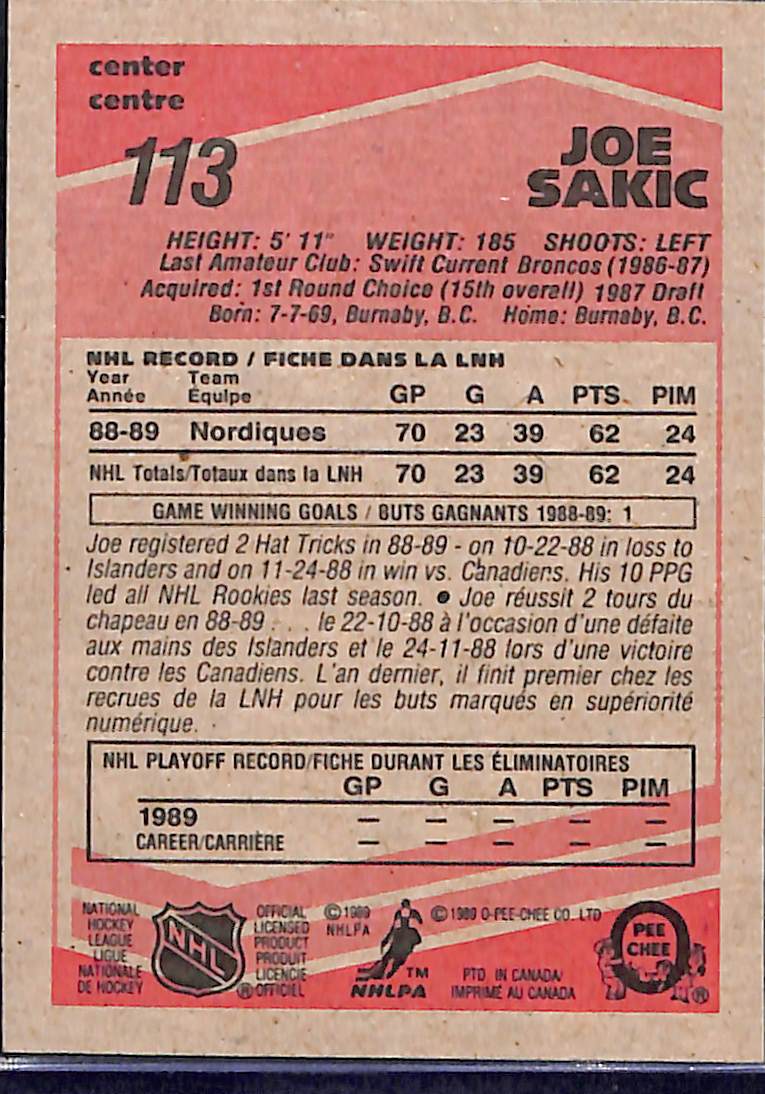 center
centre
113
JOE
SAKIC
HEIGHT: 5' 11" WEIGHT: 185 SHOOTS: LEFT
Last Amateur Club: Swift Current Broncos (1986-87)
Acquired: 1st Round Choice (15th overall) 1987 Draft
Born: 7-7-69, Burnaby, B.C. Home: Burnaby, B.C.
NHL RECORD / FICHE DANS LA LNH
Year Team
Année Équipe GP G A PTS PIM
88-89 Nordiques 70 23 39 62 24
NHL Totals/Totaux dans la LNH 70 23 39 62 24
GAME WINNING GOALS / BUTS GAGNANTS 1988-89: 1
Joe registered 2 Hat Tricks in 88-89 - on 10-22-88 in loss to
Islanders and on 11-24-88 in win vs. Canadiens. His 10 PPG
led all NHL Rookies last season. ● Joe réussit 2 tours du
chapeau en 88-89 . . . le 22-10-88 à l'occasion d'une défaite
aux mains des Islanders et le 24-11-88 lors d'une victoire
contre les Canadiens. L'an dernier, il finit premier chez les
recrues de la LNH pour les buts marqués en supériorité
numérique.
NHL PLAYOFF RECORD/FICHE DURANT LES ÉLIMINATOIRES
GP G A PTS PIM
1989 — — — — —
CAREER/CARRIÈRE — — — — —
NATIONAL
HOCKEY
LEAGUE
LIGUE
NATIONALE
DE HOCKEY
NHL
OFFICIAL
LICENSED
PRODUCT
PRODUIT
LICENCIÉ
® OFFICIEL
© 1989
NHLPA
TM
NHLPA
© 1989 O-PEE-CHEE CO. LTD
PTD IN CANADA/
IMPRIMÉ AU CANADA
PEE
CHEE
®